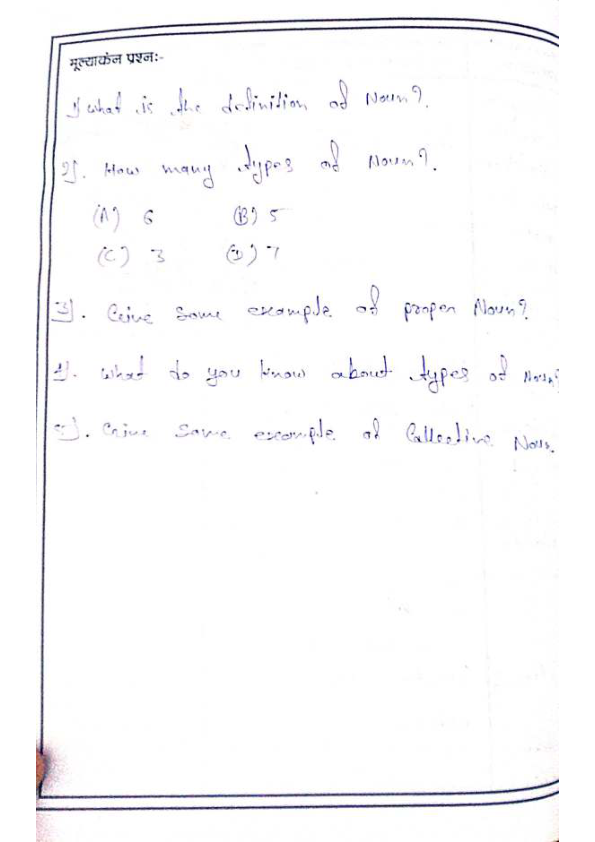 मूल्याकंन प्रश्नः-
1) What is the definition of Noun?.
2). How many types of Noun?.
(A) 6 (B) 5
(C) 3 (D) 7
3). Give some example of proper Noun?
4). What do you know about types of Noun?
5). Give some example of Collective Noun.